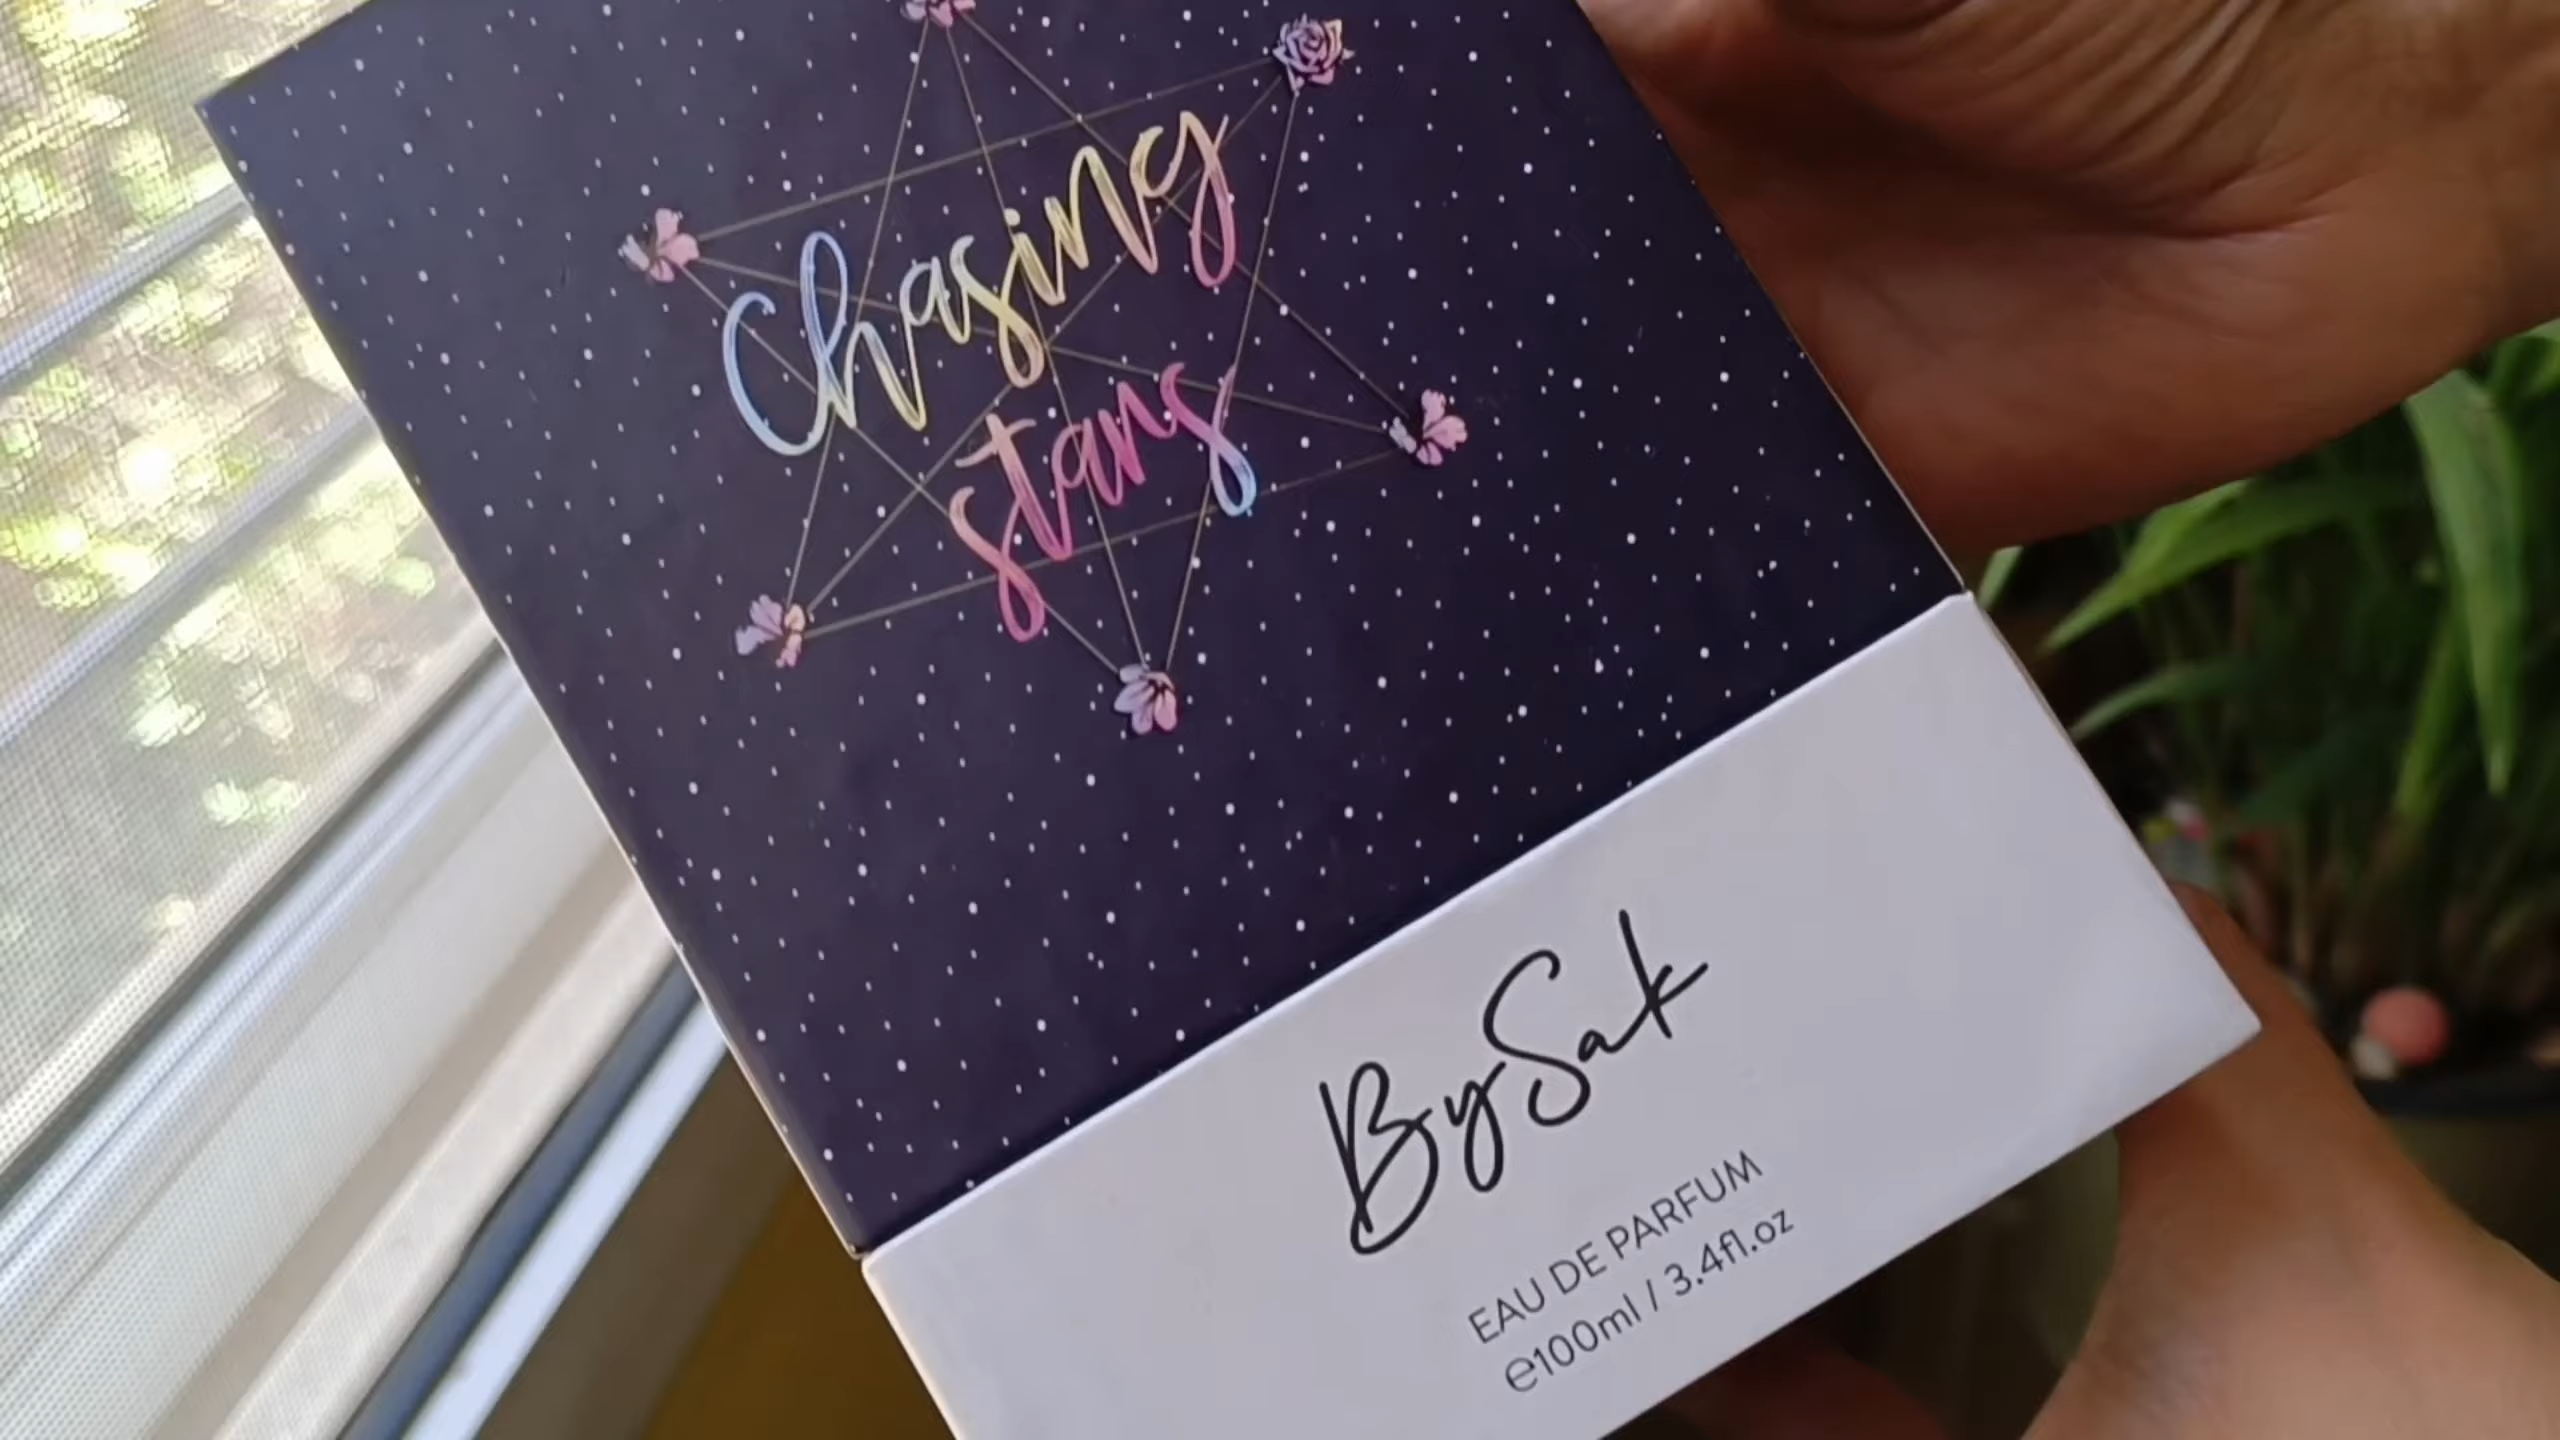 Chasing
stars
BySak
EAU DE PARFUM
℮100ml / 3.4fl.oz